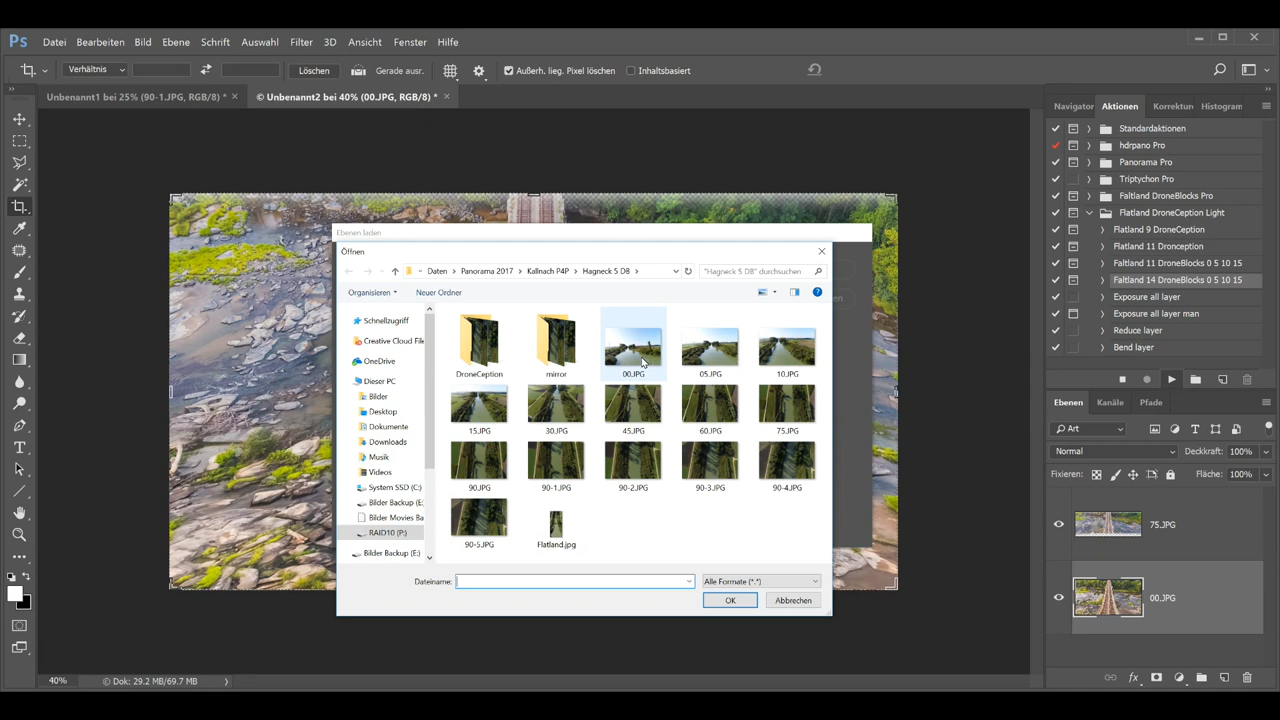 Ps Datei Bearbeiten Bild Ebene Schrift Auswahl Filter 3D Ansicht Fenster Hilfe
Verhältnis Löschen Gerade ausr. Außerh. lieg. Pixel löschen Inhaltsbasiert
Unbenannt1 bei 25% (90-1.JPG, RGB/8) * × © Unbenannt2 bei 40% (00.JPG, RGB/8) * ×
Navigator Aktionen Korrektun Histogram
Standardaktionen
hdrpano Pro
Panorama Pro
Triptychon Pro
Faltland DroneBlocks Pro
Flatland DroneCeption Light
Flatland 9 DroneCeption
Flatland 11 Dronception
Faltland 11 DroneBlocks 0 5 10 15
Faltland 14 DroneBlocks 0 5 10 15
Exposure all layer
Exposure all layer man
Reduce layer
Bend layer
Ebenen laden
Öffnen
Daten > Panorama 2017 > Kallnach P4P > Hagneck 5 DB >
"Hagneck 5 DB" durchsuchen
Organisieren Neuer Ordner
Schnellzugriff
Creative Cloud File
OneDrive
Dieser PC
Bilder
Desktop
Dokumente
Downloads
Musik
Videos
System SSD (C:)
Bilder Backup (E:
Bilder Movies Ba
RAID10 (P:)
Bilder Backup (E:)
DroneCeption mirror 00.JPG 05.JPG 10.JPG
15.JPG 30.JPG 45.JPG 60.JPG 75.JPG
90.JPG 90-1.JPG 90-2.JPG 90-3.JPG 90-4.JPG
90-5.JPG Flatland.jpg
Dateiname: Alle Formate (*.*)
OK Abbrechen
Ebenen Kanäle Pfade
Art
Normal Deckkraft: 100%
Fixieren: Fläche: 100%
75.JPG
00.JPG
40% © Dok: 29.2 MB/69.7 MB